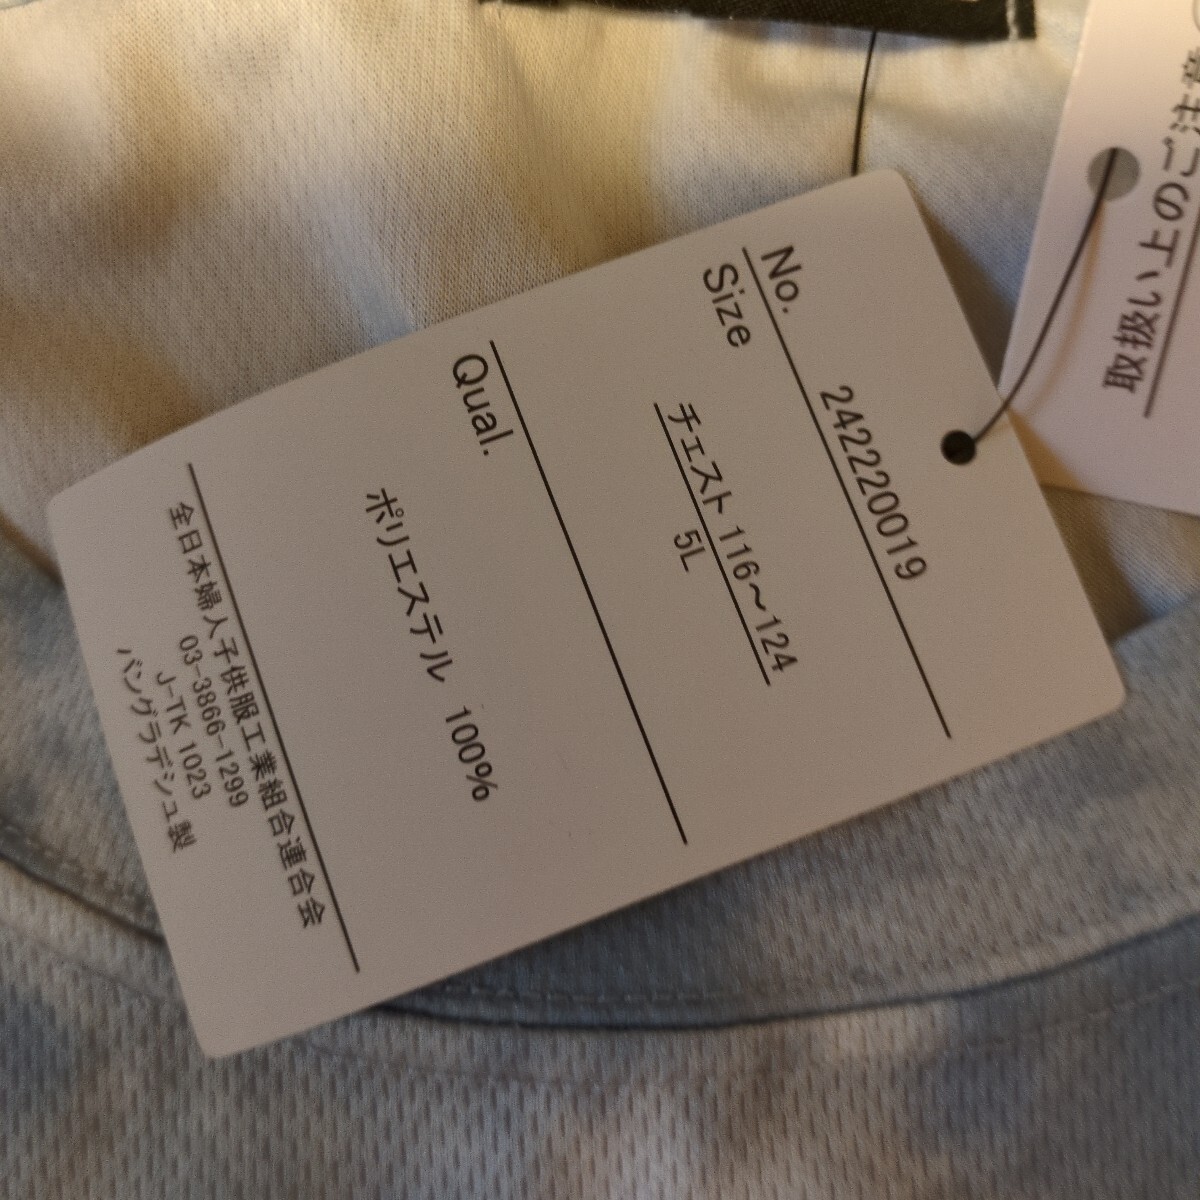 No. 242220019
Size
チェスト 116～124
5L
Qual.
ポリエステル 100%
全日本婦人子供服工業組合連合会
03-3866-1299
J-TK 1023
バングラデシュ製
取扱い上のご注意